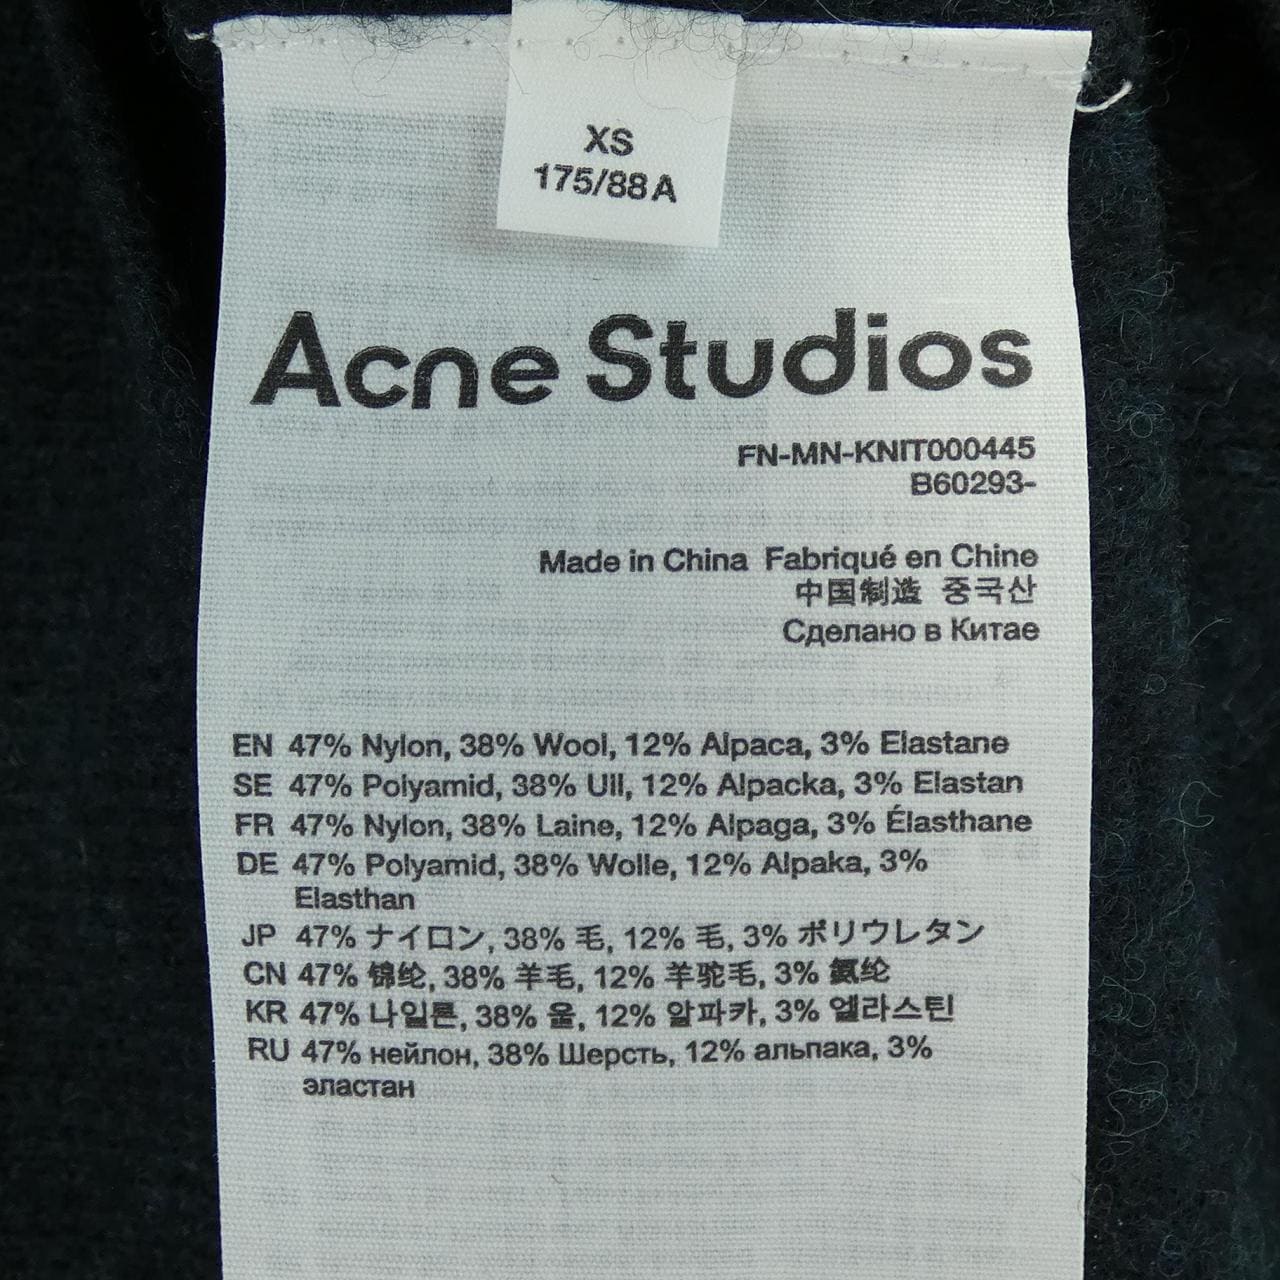 XS
175/88A
Acne Studios
FN-MN-KNIT000445
B60293-
Made in China Fabriqué en Chine
中国制造 중국산
Сделано в Китае
EN 47% Nylon, 38% Wool, 12% Alpaca, 3% Elastane
SE 47% Polyamid, 38% Ull, 12% Alpacka, 3% Elastan
FR 47% Nylon, 38% Laine, 12% Alpaga, 3% Élasthane
DE 47% Polyamid, 38% Wolle, 12% Alpaka, 3%
Elasthan
JP 47% ナイロン, 38% 毛, 12% 毛, 3% ポリウレタン
CN 47% 锦纶, 38% 羊毛, 12% 羊驼毛, 3% 氨纶
KR 47% 나일론, 38% 울, 12% 알파카, 3% 엘라스틴
RU 47% нейлон, 38% Шерсть, 12% альпака, 3%
эластан